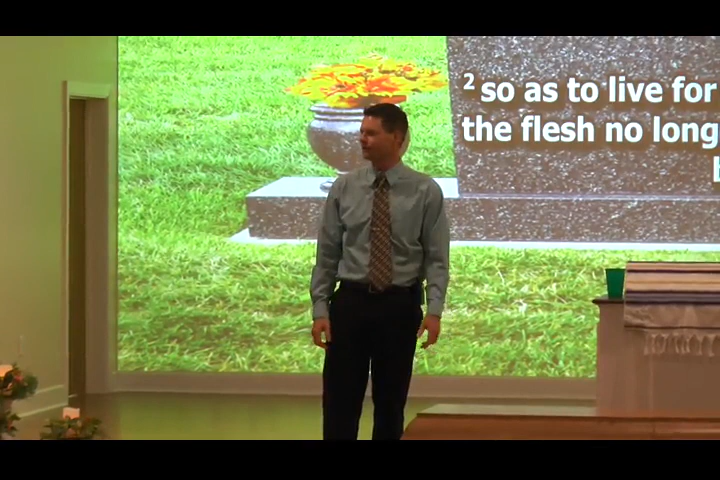 ² so as to live for
the flesh no long